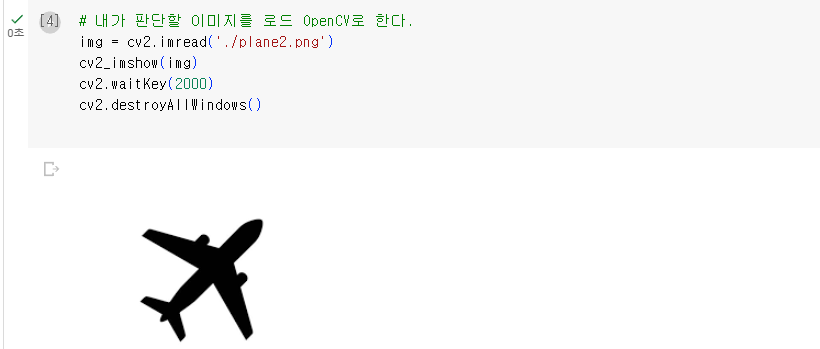 [4] # 내가 판단할 이미지를 로드 OpenCV로 한다.
0초
img = cv2.imread('./plane2.png')
cv2_imshow(img)
cv2.waitKey(2000)
cv2.destroyAllWindows()